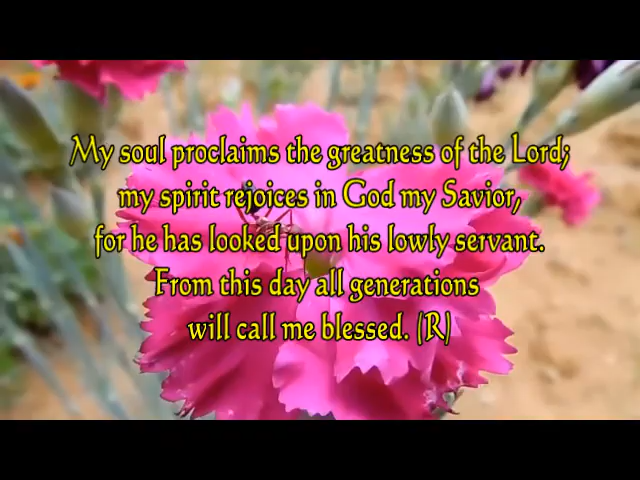 My soul proclaims the greatness of the Lord;
my spirit rejoices in God my Savior,
for he has looked upon his lowly servant.
From this day all generations
will call me blessed. (R)